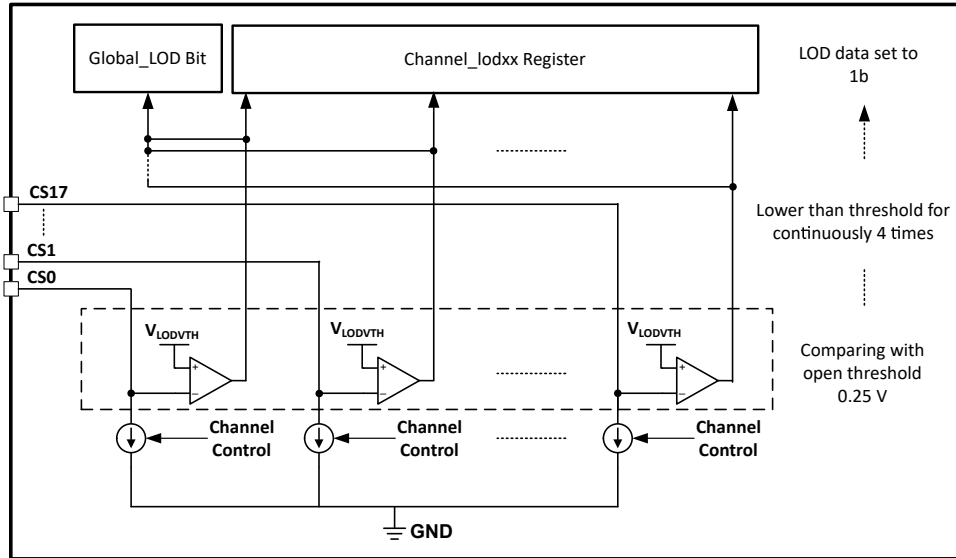 Global_LOD Bit
Channel_lodxx Register
LOD data set to
1b
CS17
Lower than threshold for
continuously 4 times
CS1
CS0
VLODVTH
VLODVTH
VLODVTH
+
+
+
−
−
−
Comparing with
open threshold
0.25 V
Channel
Control
Channel
Control
Channel
Control
GND